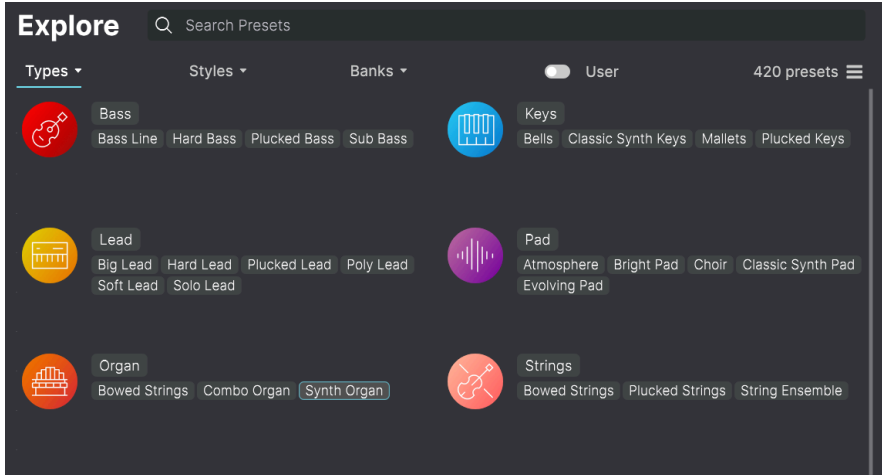 Explore
Search Presets
Types Styles Banks User 420 presets
Bass
Bass Line Hard Bass Plucked Bass Sub Bass
Keys
Bells Classic Synth Keys Mallets Plucked Keys
Lead
Big Lead Hard Lead Plucked Lead Poly Lead
Soft Lead Solo Lead
Pad
Atmosphere Bright Pad Choir Classic Synth Pad
Evolving Pad
Organ
Bowed Strings Combo Organ Synth Organ
Strings
Bowed Strings Plucked Strings String Ensemble